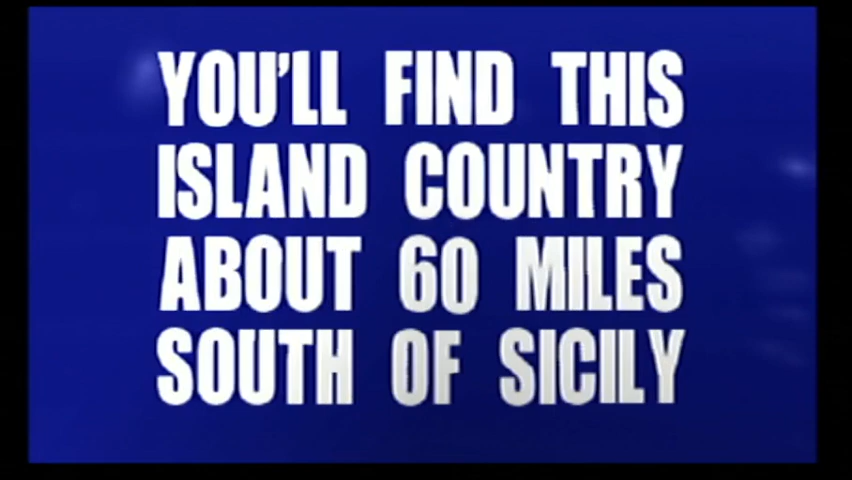 YOU'LL FIND THIS
ISLAND COUNTRY
ABOUT 60 MILES
SOUTH OF SICILY